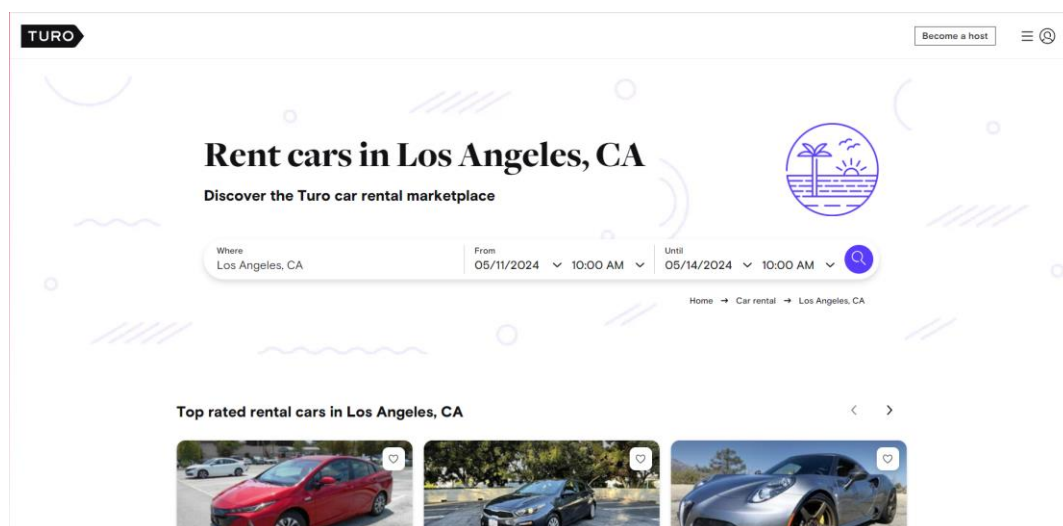 TURO
Become a host
Rent cars in Los Angeles, CA
Discover the Turo car rental marketplace
Where
Los Angeles, CA
From
05/11/2024 10:00 AM
Until
05/14/2024 10:00 AM
Home → Car rental → Los Angeles, CA
Top rated rental cars in Los Angeles, CA